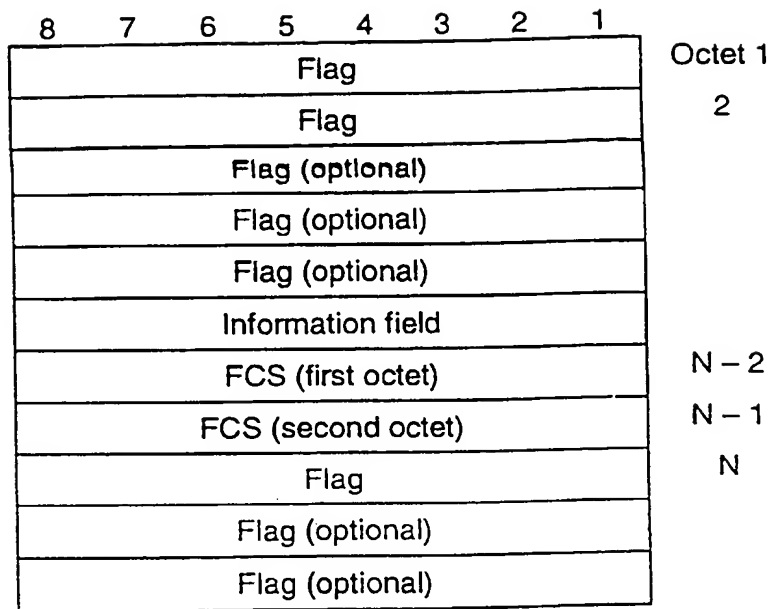 8 7 6 5 4 3 2 1
Flag Octet 1
Flag 2
Flag (optional)
Flag (optional)
Flag (optional)
Information field
FCS (first octet) N – 2
FCS (second octet) N – 1
Flag N
Flag (optional)
Flag (optional)